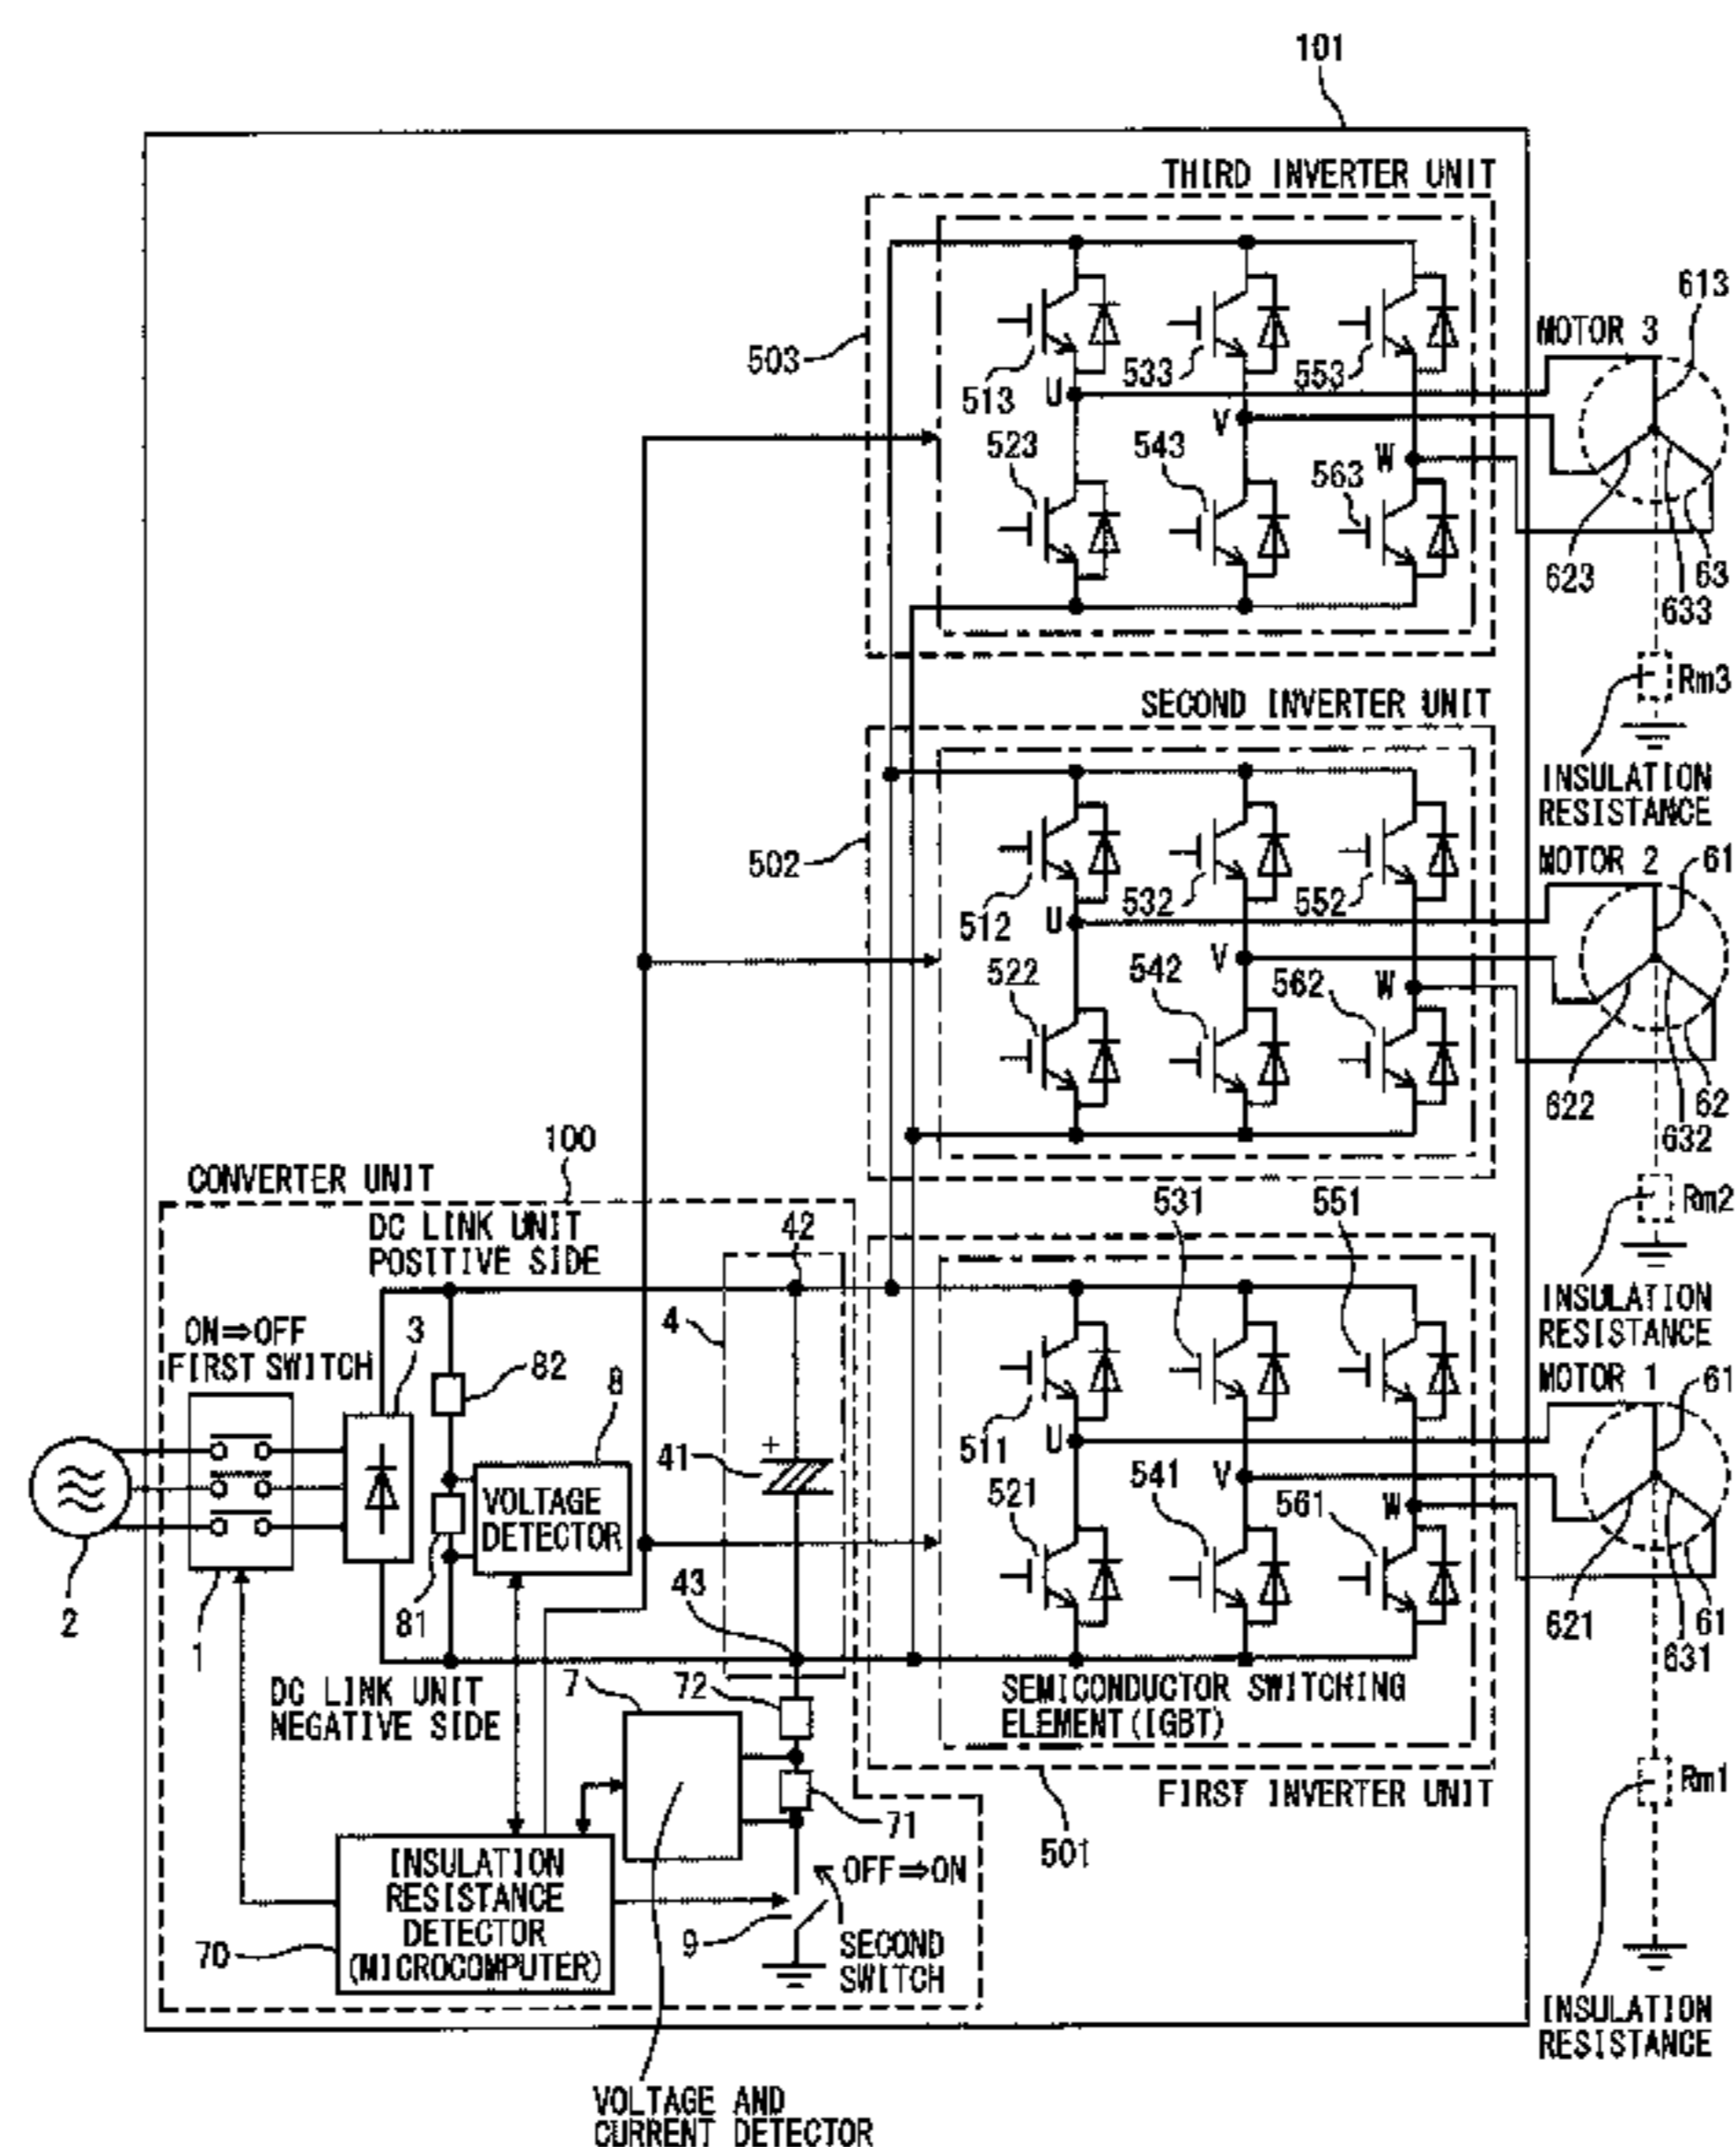 101
THIRD INVERTER UNIT
613
MOTOR 3
503
513
533
553
U
V
W
523
543
563
623
63
633
Rm3
INSULATION
RESISTANCE
SECOND INVERTER UNIT
MOTOR 2
61
502
512
532
552
U
V
W
522
542
562
622
62
632
Rm2
INSULATION
RESISTANCE
100
CONVERTER UNIT
DC LINK UNIT
POSITIVE SIDE
42
531
551
ON⇒OFF
FIRST SWITCH
3
82
8
4
MOTOR 1
61
511
U
V
W
+
41
VOLTAGE
DETECTOR
521
541
561
2
1
81
43
621
61
631
DC LINK UNIT
NEGATIVE SIDE
7
72
SEMICONDUCTOR SWITCHING
ELEMENT(IGBT)
Rm1
FIRST INVERTER UNIT
71
501
INSULATION
RESISTANCE
DETECTOR
(MICROCOMPUTER)
70
OFF⇒ON
9
SECOND
SWITCH
INSULATION
RESISTANCE
VOLTAGE AND
CURRENT DETECTOR